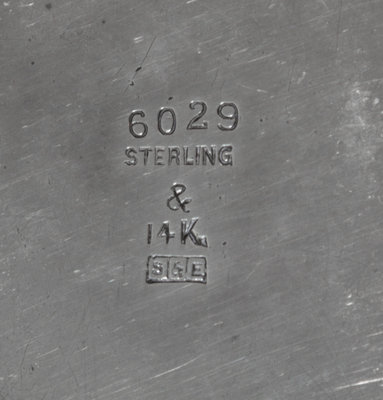 6029
STERLING
&
14K.
S&E